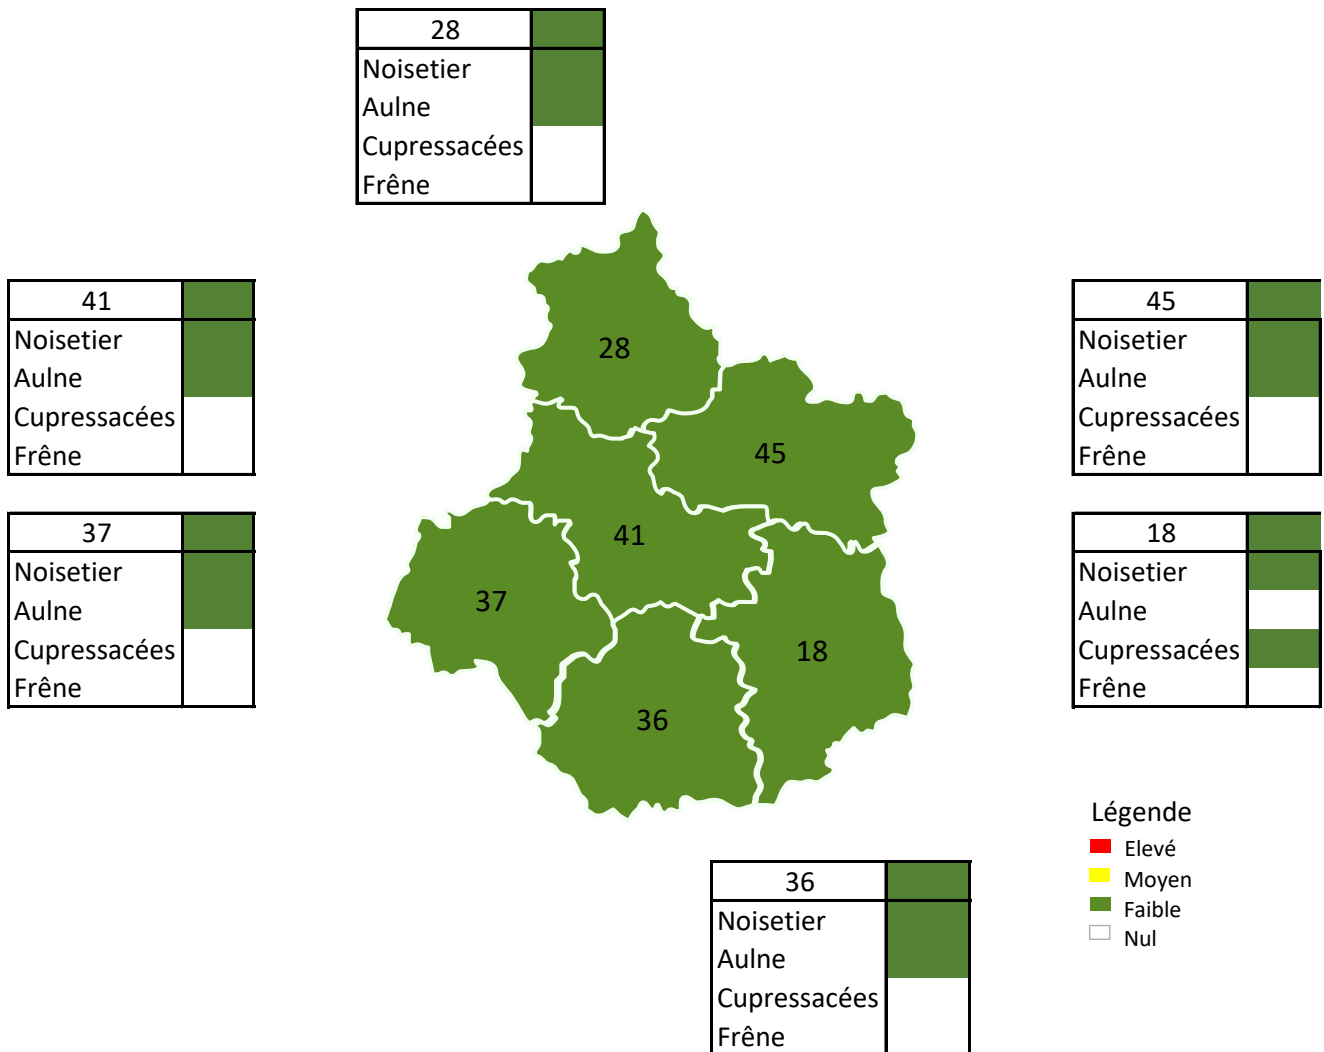 28
Noisetier
Aulne
Cupressacées
Frêne
41
Noisetier
Aulne
Cupressacées
Frêne
45
Noisetier
Aulne
Cupressacées
Frêne
37
Noisetier
Aulne
Cupressacées
Frêne
18
Noisetier
Aulne
Cupressacées
Frêne
28
45
41
37
18
36
36
Noisetier
Aulne
Cupressacées
Frêne
Légende
Elevé
Moyen
Faible
Nul